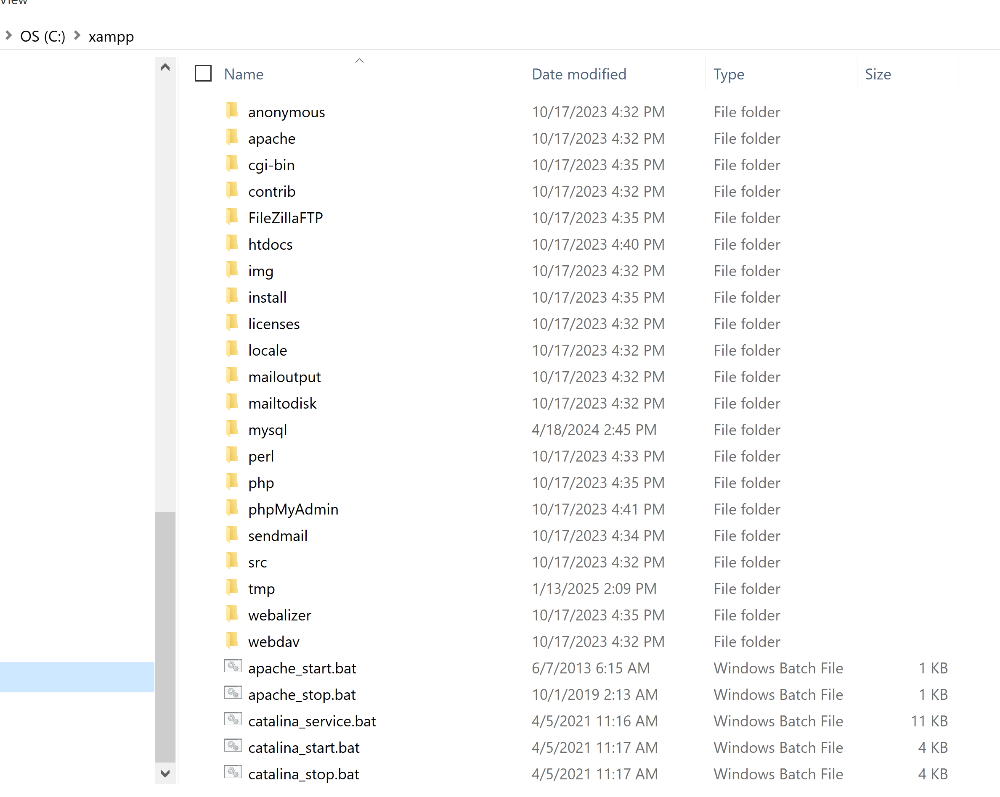 View
OS (C:) xampp
Name Date modified Type Size
anonymous 10/17/2023 4:32 PM File folder
apache 10/17/2023 4:32 PM File folder
cgi-bin 10/17/2023 4:35 PM File folder
contrib 10/17/2023 4:32 PM File folder
FileZillaFTP 10/17/2023 4:35 PM File folder
htdocs 10/17/2023 4:40 PM File folder
img 10/17/2023 4:32 PM File folder
install 10/17/2023 4:35 PM File folder
licenses 10/17/2023 4:32 PM File folder
locale 10/17/2023 4:32 PM File folder
mailoutput 10/17/2023 4:32 PM File folder
mailtodisk 10/17/2023 4:32 PM File folder
mysql 4/18/2024 2:45 PM File folder
perl 10/17/2023 4:33 PM File folder
php 10/17/2023 4:35 PM File folder
phpMyAdmin 10/17/2023 4:41 PM File folder
sendmail 10/17/2023 4:34 PM File folder
src 10/17/2023 4:32 PM File folder
tmp 1/13/2025 2:09 PM File folder
webalizer 10/17/2023 4:35 PM File folder
webdav 10/17/2023 4:32 PM File folder
apache_start.bat 6/7/2013 6:15 AM Windows Batch File 1 KB
apache_stop.bat 10/1/2019 2:13 AM Windows Batch File 1 KB
catalina_service.bat 4/5/2021 11:16 AM Windows Batch File 11 KB
catalina_start.bat 4/5/2021 11:17 AM Windows Batch File 4 KB
catalina_stop.bat 4/5/2021 11:17 AM Windows Batch File 4 KB